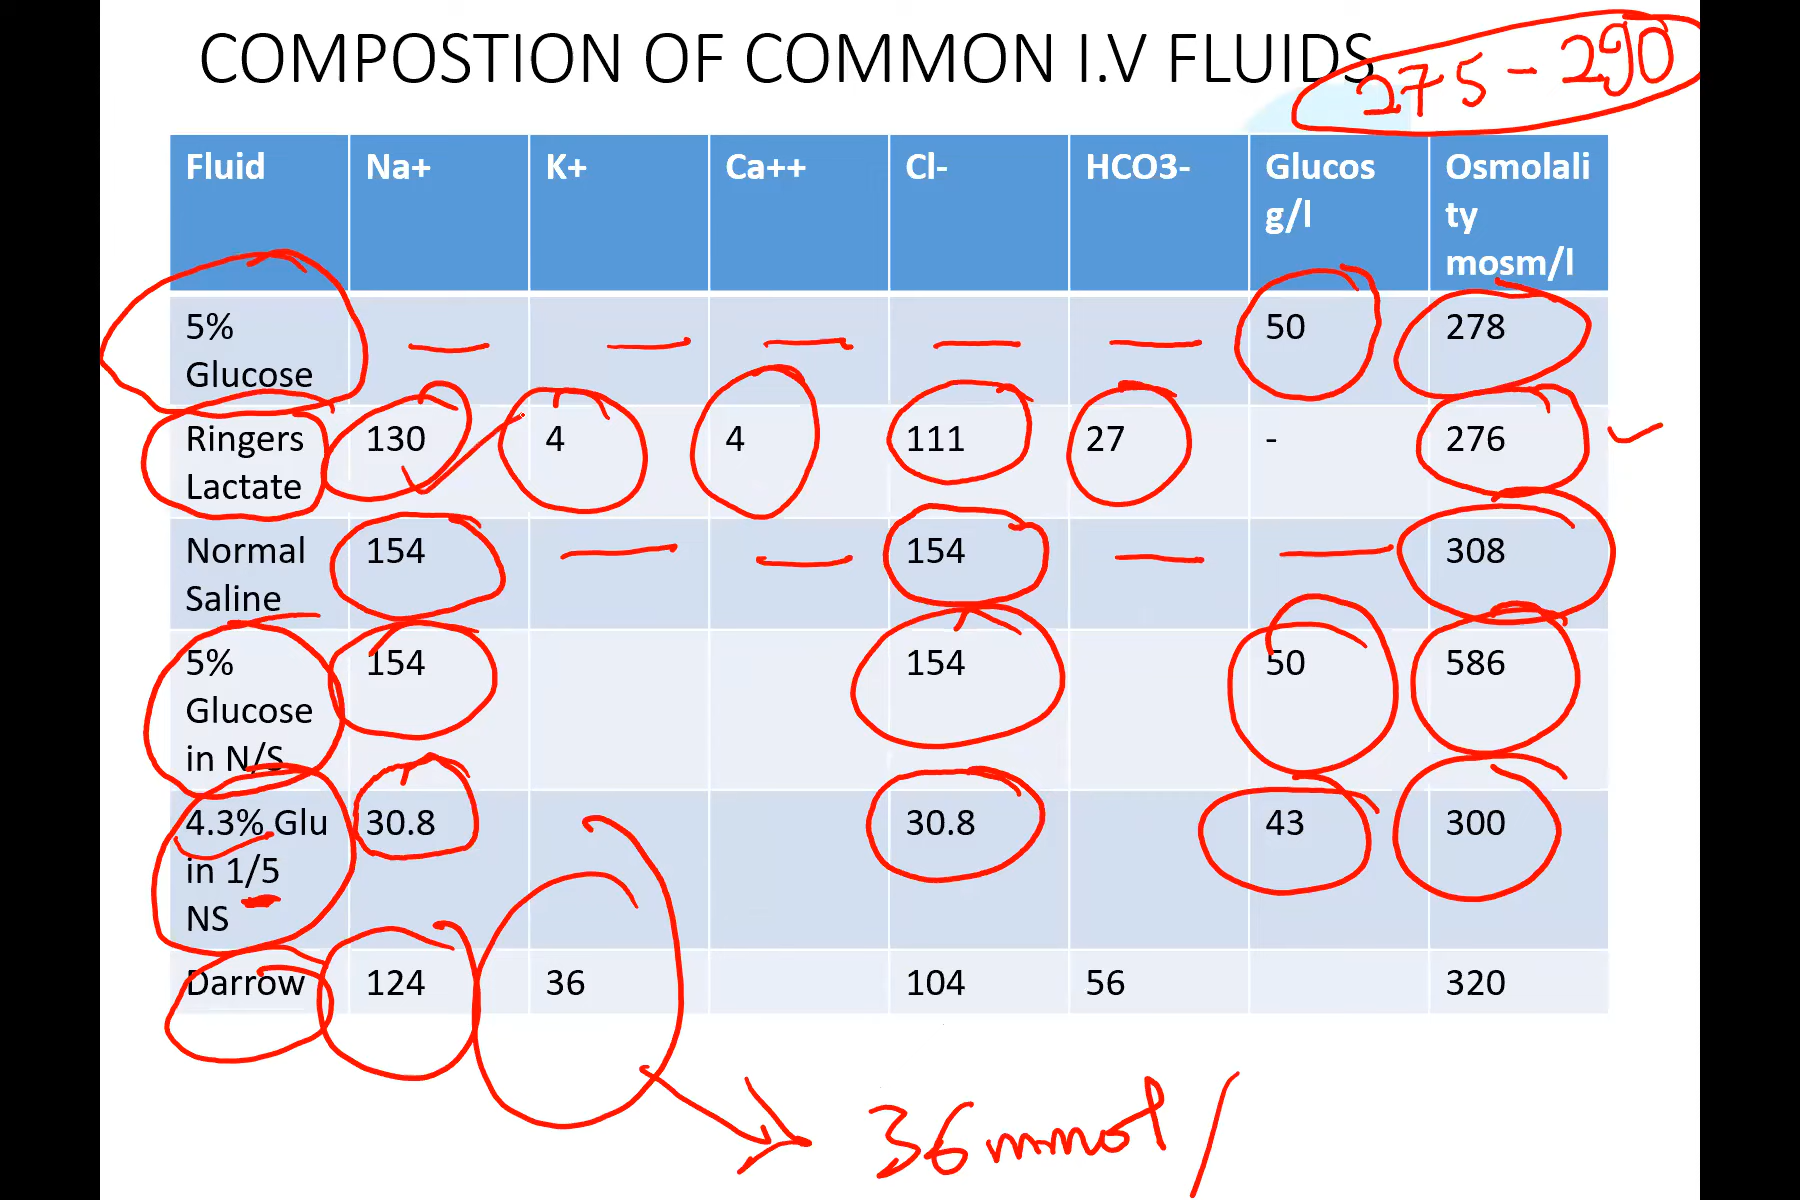 COMPOSTION OF COMMON I.V FLUIDS
275 - 290
Fluid Na+ K+ Ca++ Cl- HCO3- Glucos g/l Osmolali ty mosm/l
5% Glucose — — — — — 50 278
Ringers Lactate 130 4 4 111 27 - 276
Normal Saline 154 — — 154 — — 308
5% Glucose in N/S 154 154 50 586
4.3% Glu in 1/5 NS 30.8 30.8 43 300
Darrow 124 36 104 56 320
36 mmol /